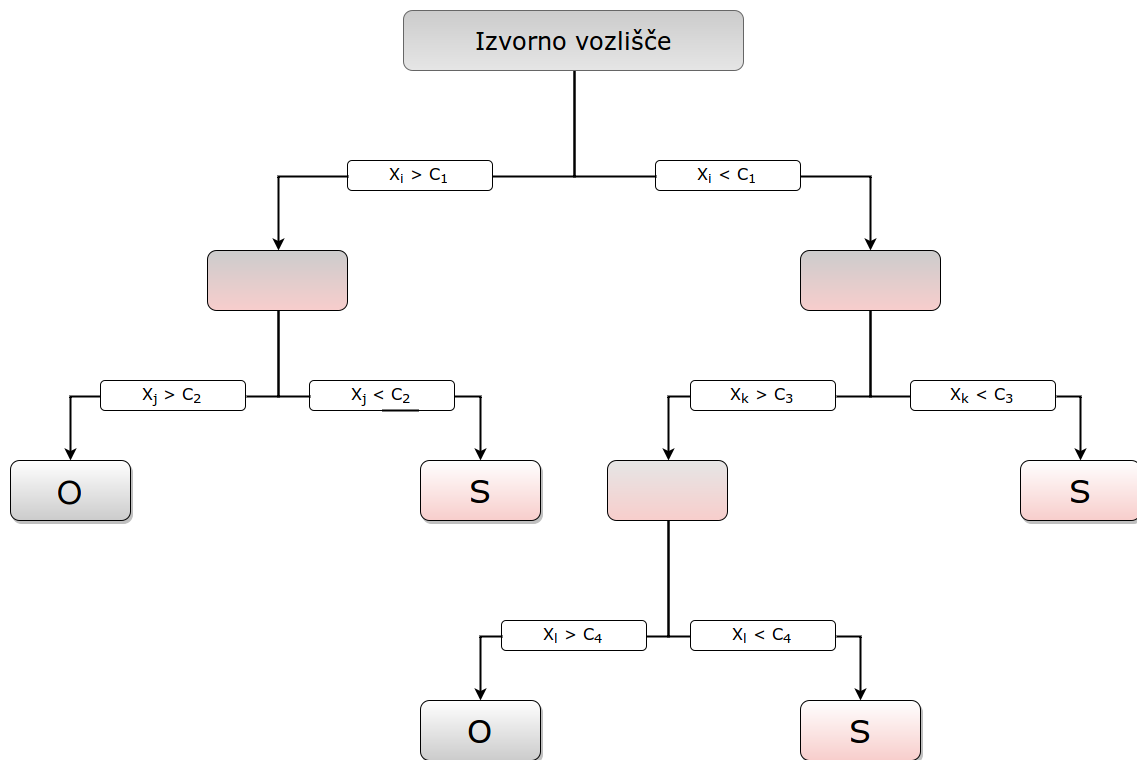 Izvorno vozlišče
Xi > C1
Xi < C1
Xj > C2
Xj < C2
Xk > C3
Xk < C3
O
S
S
Xl > C4
Xl < C4
O
S